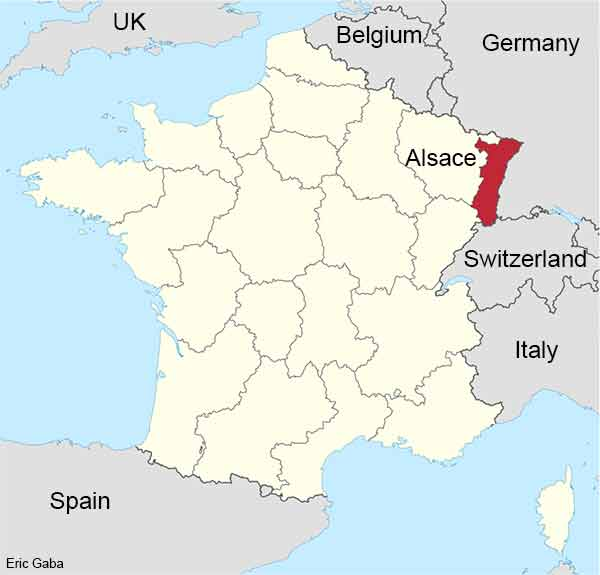 UK
Belgium
Germany
Alsace
Switzerland
Italy
Spain
Eric Gaba